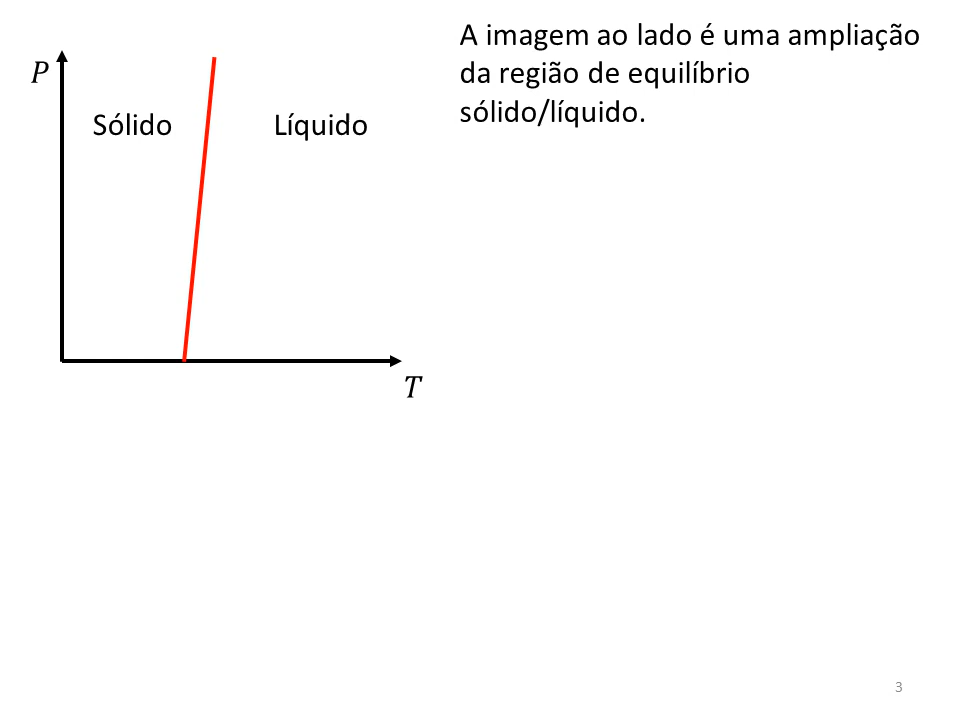 A imagem ao lado é uma ampliação
da região de equilíbrio
sólido/líquido.
P
Sólido
Líquido
T
3